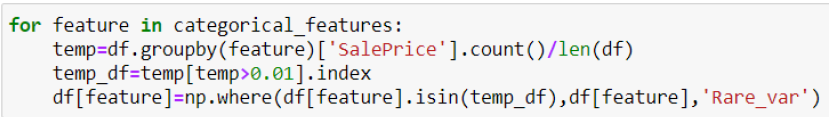 for feature in categorical_features:
    temp=df.groupby(feature)['SalePrice'].count()/len(df)
    temp_df=temp[temp>0.01].index
    df[feature]=np.where(df[feature].isin(temp_df),df[feature],'Rare_var')